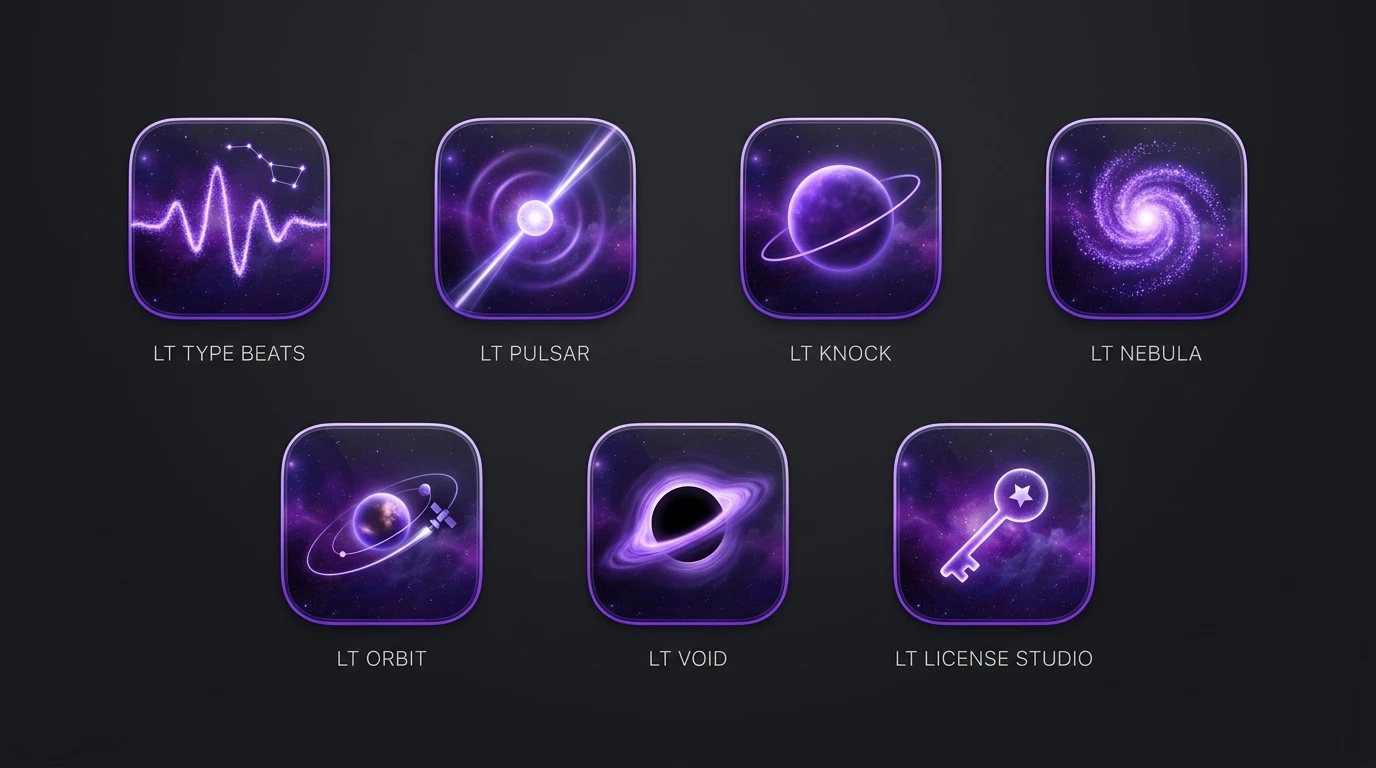 LT TYPE BEATS
LT PULSAR
LT KNOCK
LT NEBULA
LT ORBIT
LT VOID
LT LICENSE STUDIO